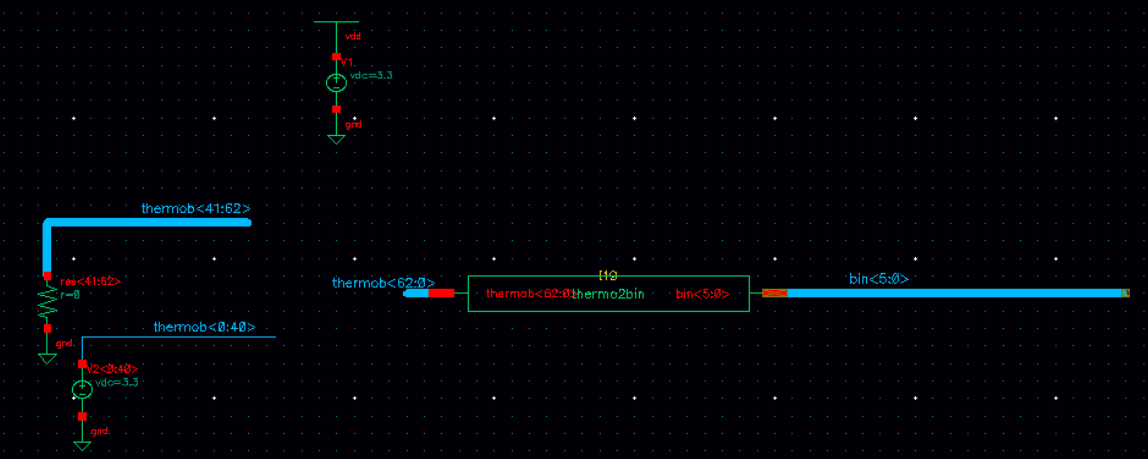 vdd
V1
vdc=3.3
gnd
thermob<41:62>
res<41:62>
r=0
gnd
thermob<62:0>
thermob<62:0>
thermo2bin
bin<5:0>
bin<5:0>
thermob<0:40>
V2<0:40>
vdc=3.3
gnd